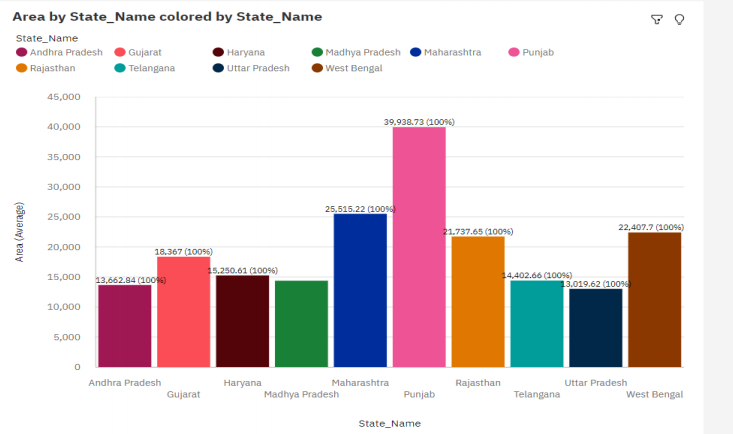 Area by State_Name colored by State_Name
State_Name
Andhra Pradesh Gujarat Haryana Madhya Pradesh Maharashtra Punjab
Rajasthan Telangana Uttar Pradesh West Bengal
45,000
40,000
35,000
30,000
25,000
20,000
15,000
10,000
5,000
0
Area (Average)
13,662.84 (100%)
18,367 (100%)
15,250.61 (100%)
25,515.22 (100%)
39,938.73 (100%)
21,737.65 (100%)
14,402.66 (100%)
13,019.62 (100%)
22,407.7 (100%)
Andhra Pradesh
Gujarat
Haryana
Madhya Pradesh
Maharashtra
Punjab
Rajasthan
Telangana
Uttar Pradesh
West Bengal
State_Name